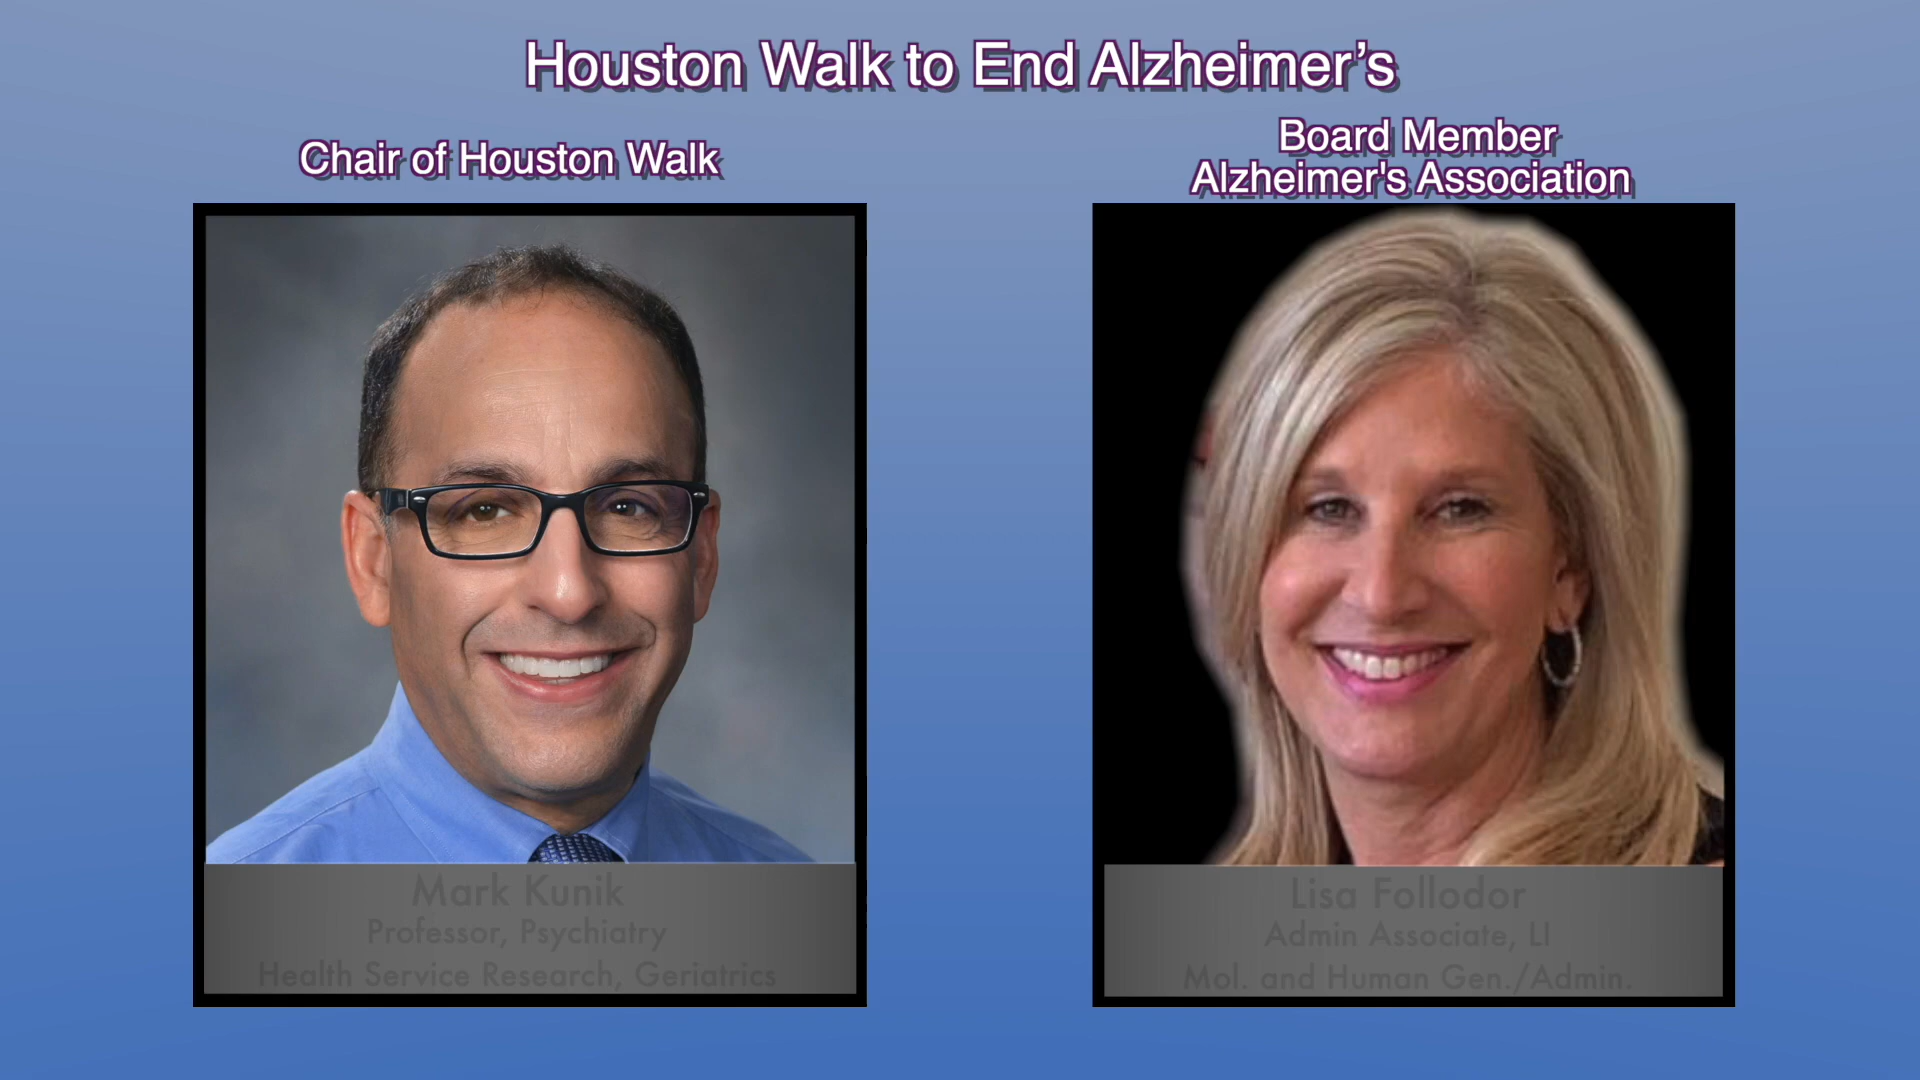 Houston Walk to End Alzheimer’s
Chair of Houston Walk
Board Member
Alzheimer's Association
Mark Kunik
Professor, Psychiatry
Health Service Research, Geriatrics
Lisa Follodor
Admin Associate, LI
Mol. and Human Gen./Admin.